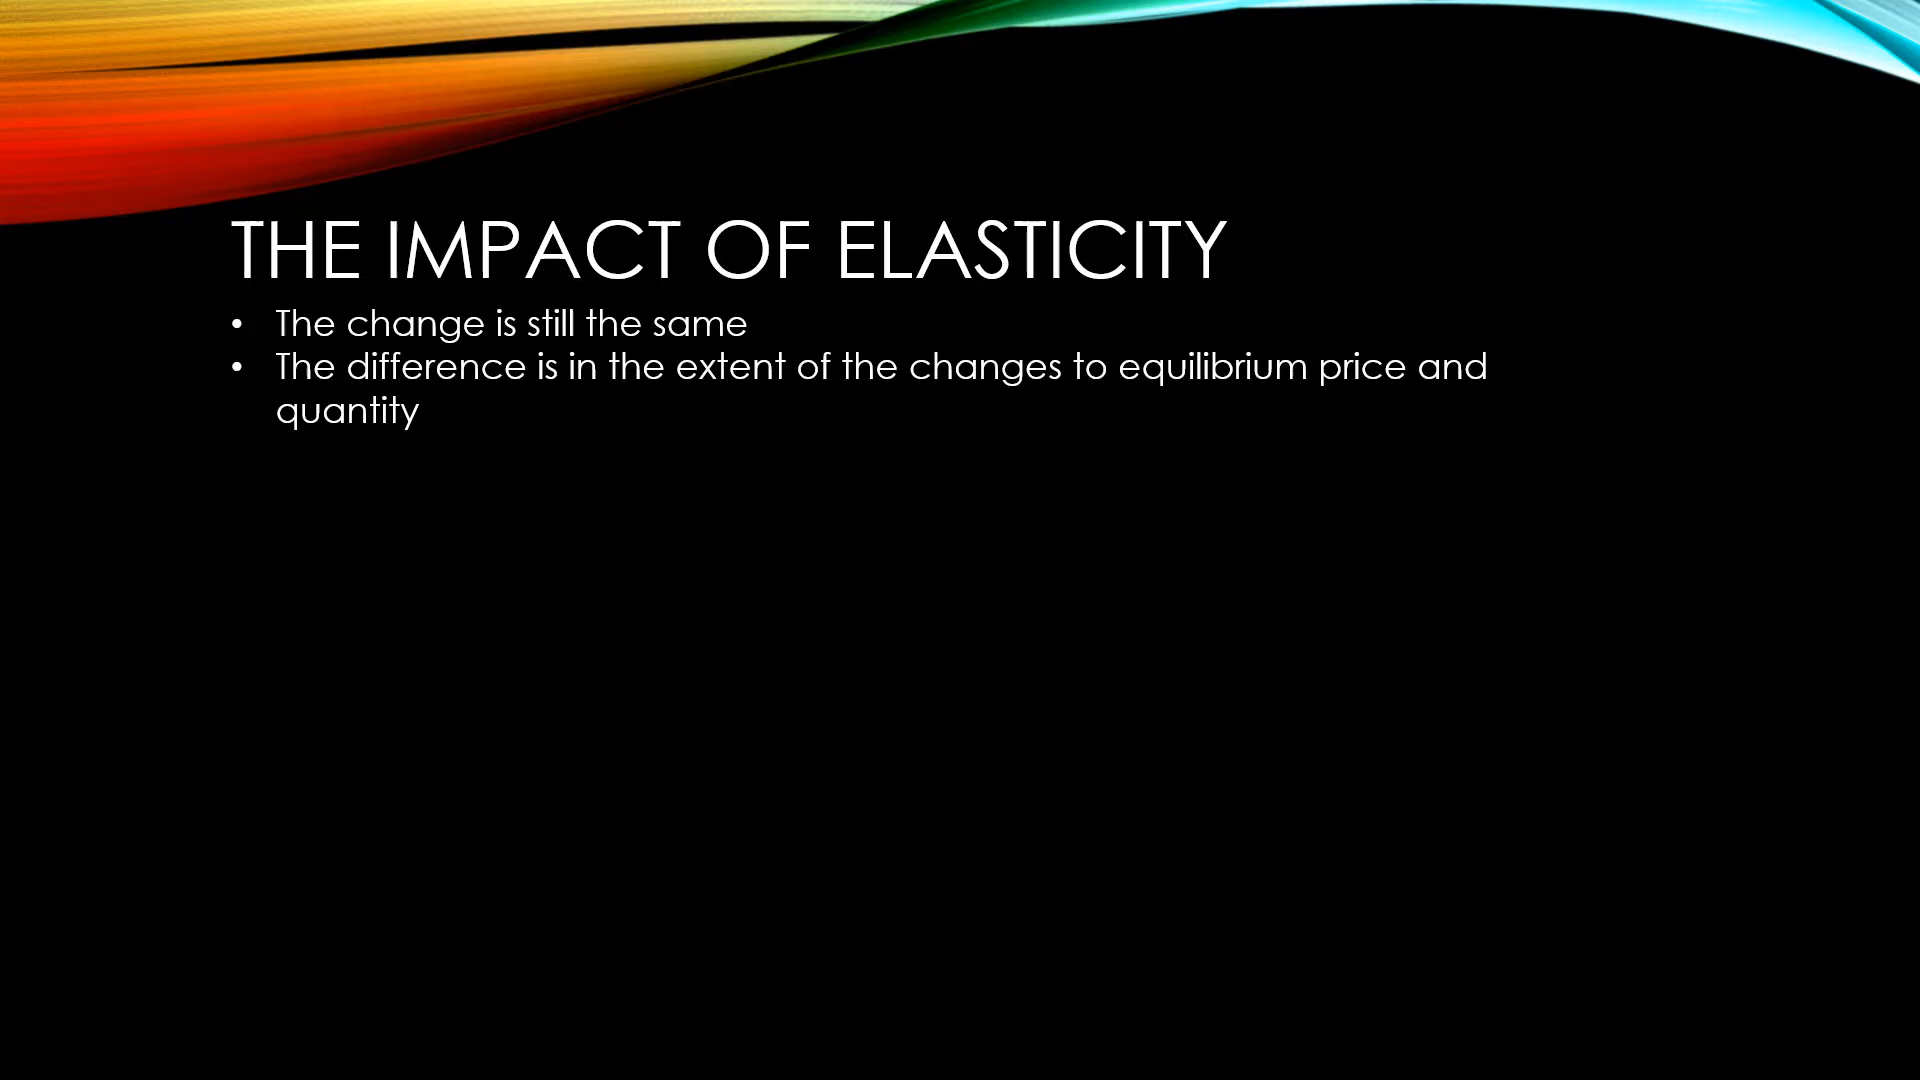 THE IMPACT OF ELASTICITY
• The change is still the same
• The difference is in the extent of the changes to equilibrium price and
quantity